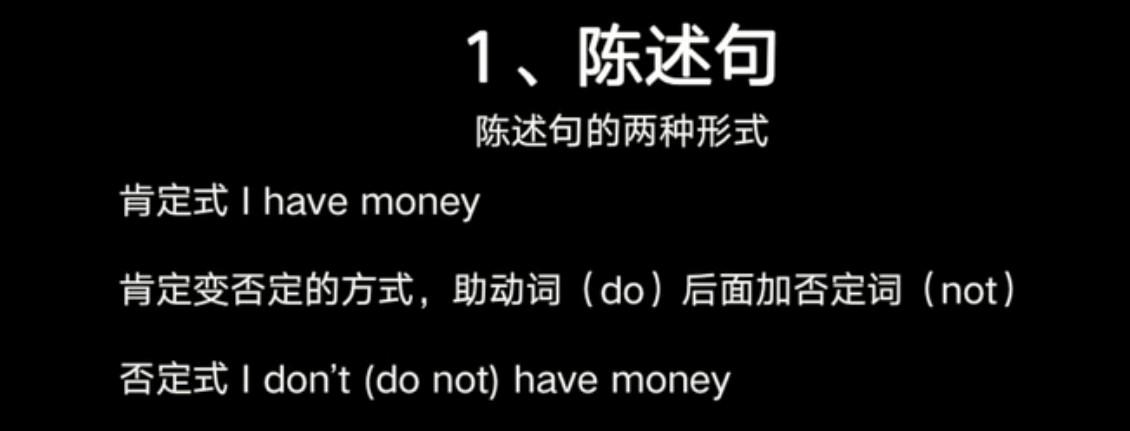 1、陈述句
陈述句的两种形式
肯定式 I have money
肯定变否定的方式，助动词（do）后面加否定词（not）
否定式 I don't (do not) have money